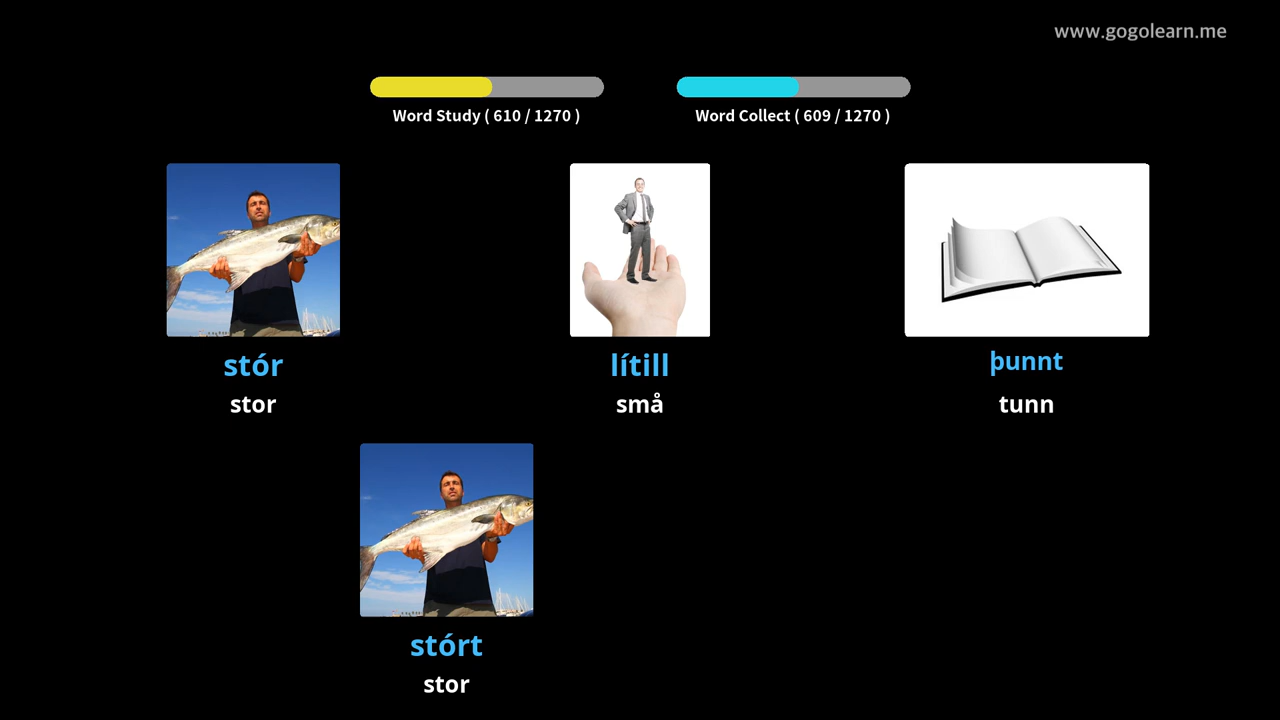 www.gogolearn.me
Word Study ( 610 / 1270 )
Word Collect ( 609 / 1270 )
stór
stor
lítill
små
þunnt
tunn
stórt
stor